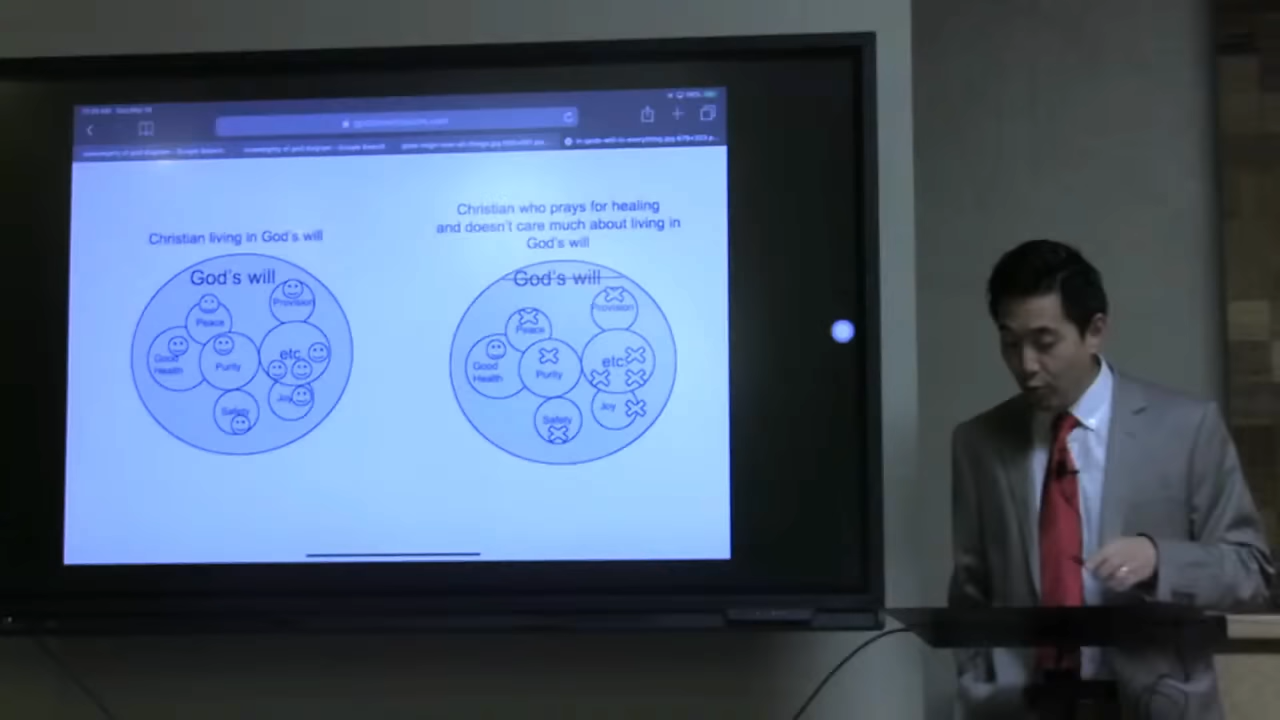 Christian living in God's will
God's will
Provision
Peace
etc
Good
Health
Purity
Joy
Safety
Christian who prays for healing
and doesn't care much about living in
God's will
God's will
Provision
Peace
etc
Good
Health
Purity
Joy
Safety